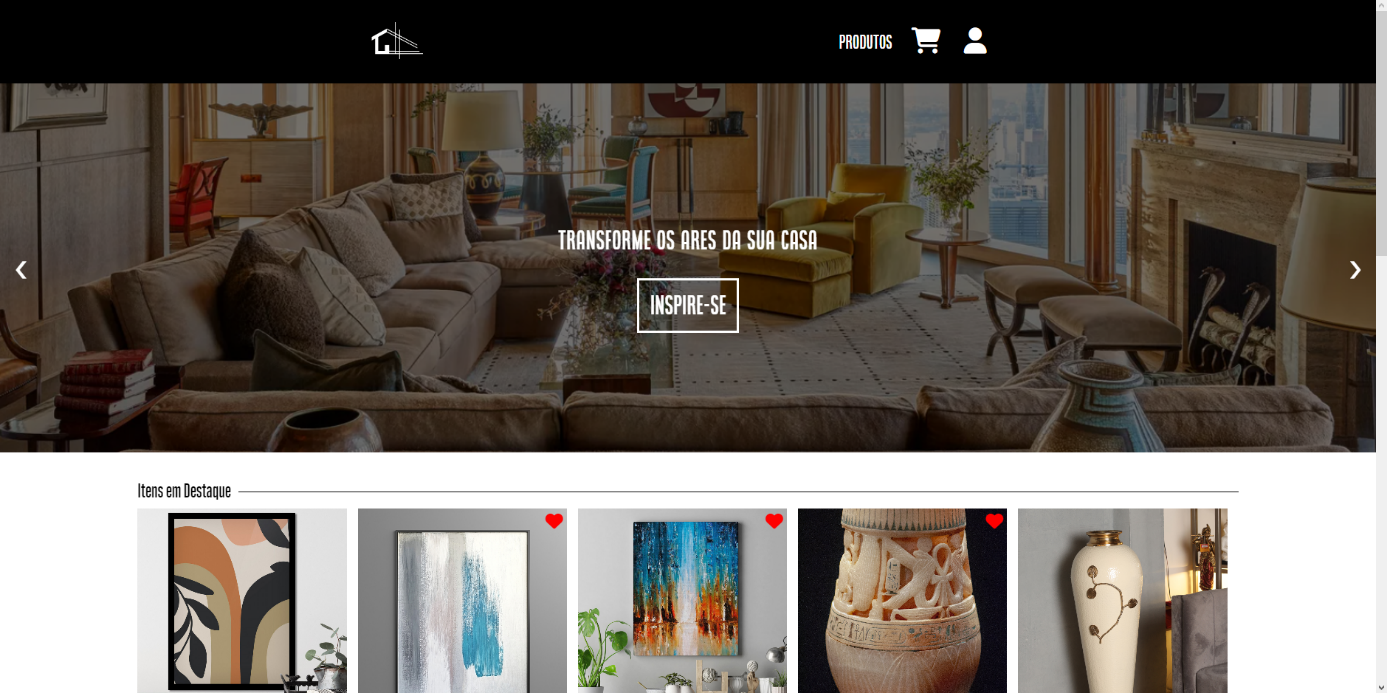 PRODUTOS
TRANSFORME OS ARES DA SUA CASA
INSPIRE-SE
Itens em Destaque